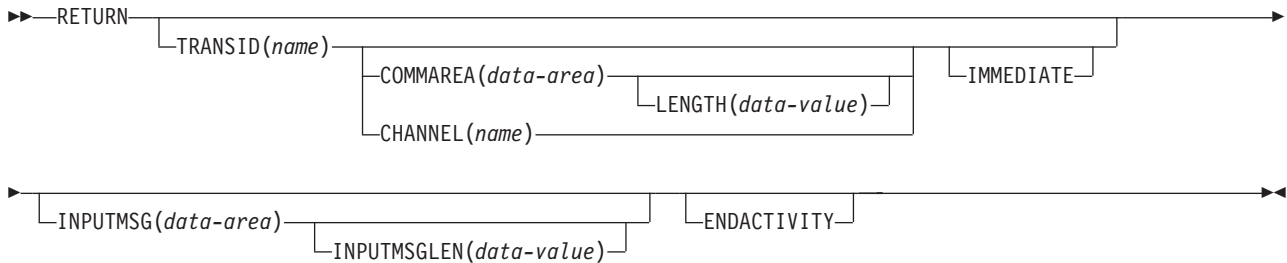 RETURN
TRANSID(name)
COMMAREA(data-area)
IMMEDIATE
LENGTH(data-value)
CHANNEL(name)
INPUTMSG(data-area)
ENDACTIVITY
INPUTMSGLEN(data-value)